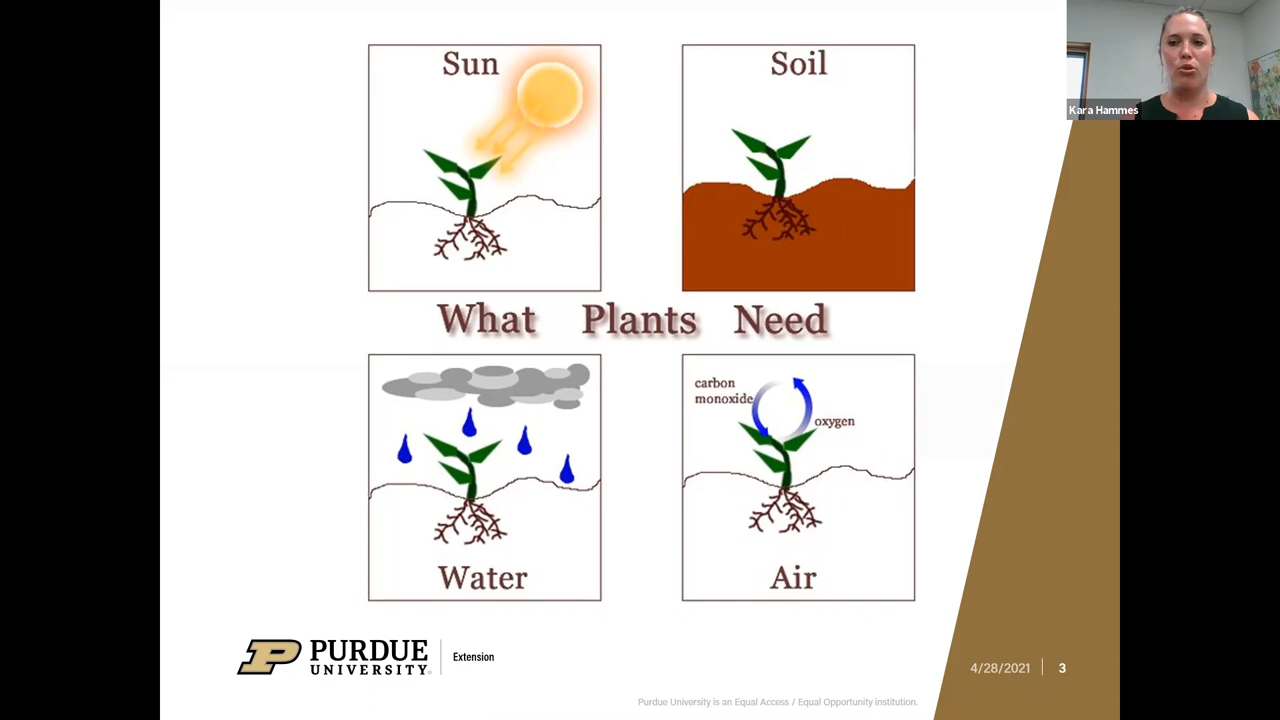 Sun
Soil
Kara Hammes
What Plants Need
carbon
monoxide
oxygen
Water
Air
PURDUE
UNIVERSITY®
Extension
4/28/2021
3
Purdue University is an Equal Access / Equal Opportunity institution.